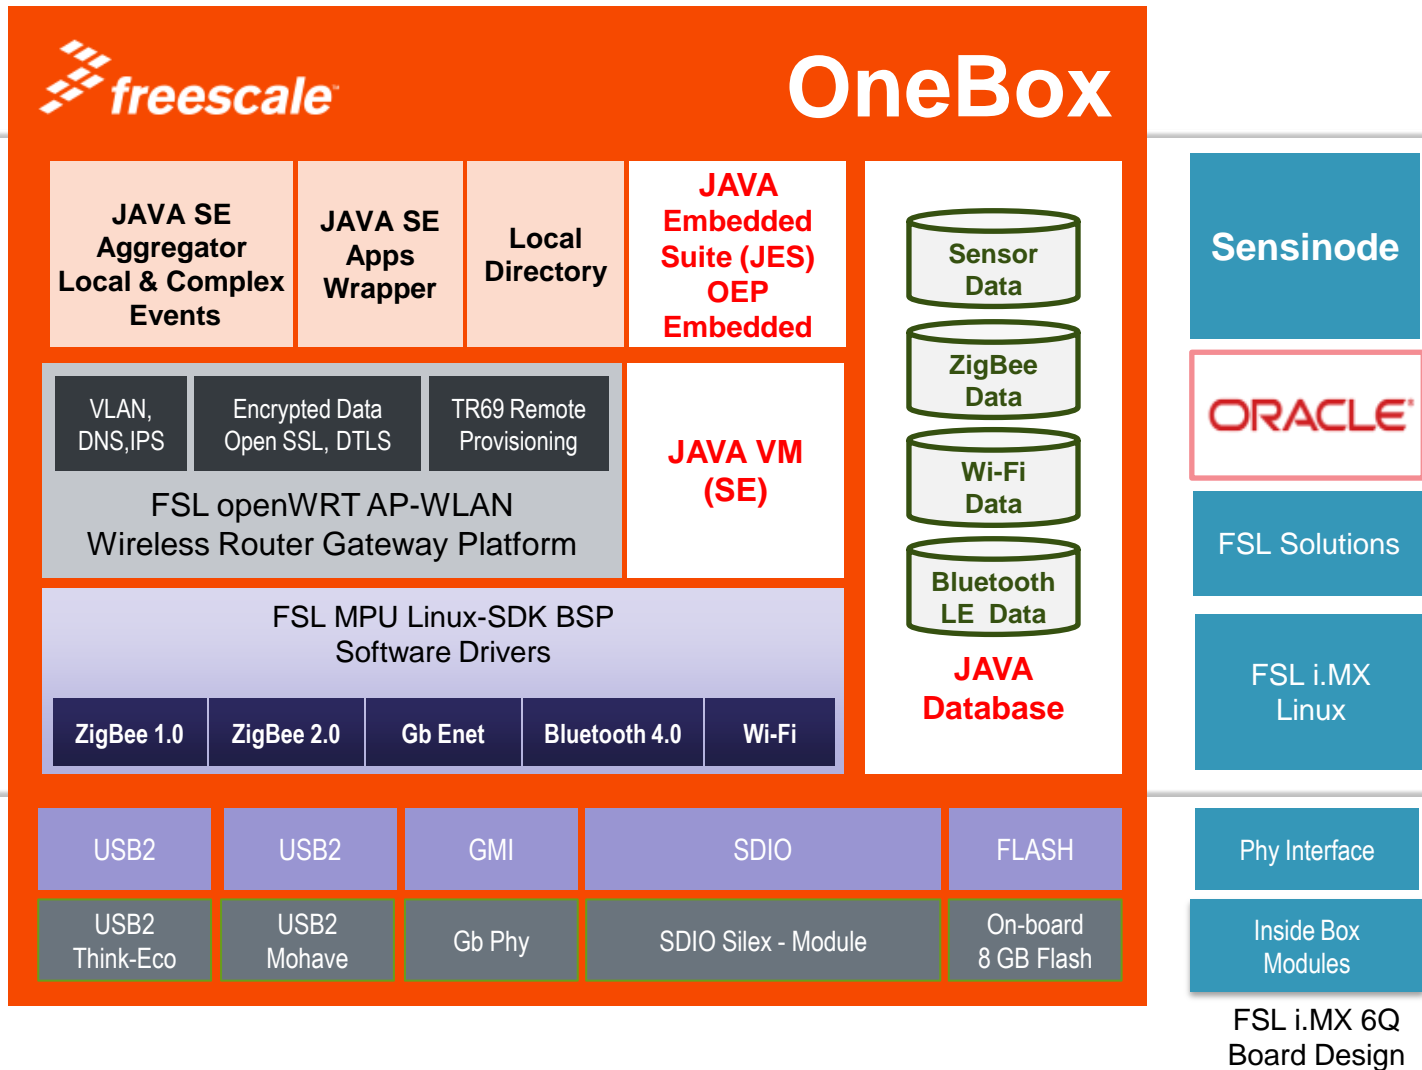 freescale™
OneBox
JAVA SE
Aggregator
Local & Complex
Events
JAVA SE
Apps
Wrapper
Local
Directory
JAVA
Embedded
Suite (JES)
OEP
Embedded
Sensor
Data
ZigBee
Data
Wi-Fi
Data
Bluetooth
LE Data
JAVA
Database
VLAN,
DNS,IPS
Encrypted Data
Open SSL, DTLS
TR69 Remote
Provisioning
FSL openWRT AP-WLAN
Wireless Router Gateway Platform
JAVA VM
(SE)
FSL MPU Linux-SDK BSP
Software Drivers
ZigBee 1.0
ZigBee 2.0
Gb Enet
Bluetooth 4.0
Wi-Fi
USB2
USB2
GMI
SDIO
FLASH
USB2
Think-Eco
USB2
Mohave
Gb Phy
SDIO Silex - Module
On-board
8 GB Flash
Sensinode
ORACLE
FSL Solutions
FSL i.MX
Linux
Phy Interface
Inside Box
Modules
FSL i.MX 6Q
Board Design